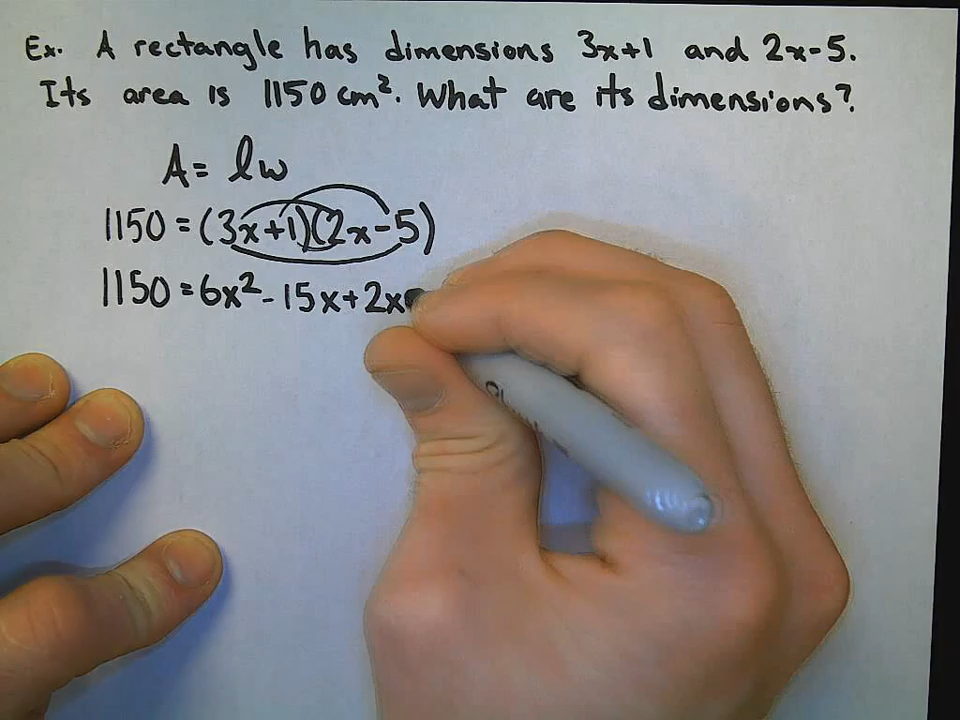 Ex. A rectangle has dimensions 3x+1 and 2x-5.
Its area is 1150 cm². What are its dimensions?
A = lw
1150 = (3x+1)(2x-5)
1150 = 6x² - 15x + 2x